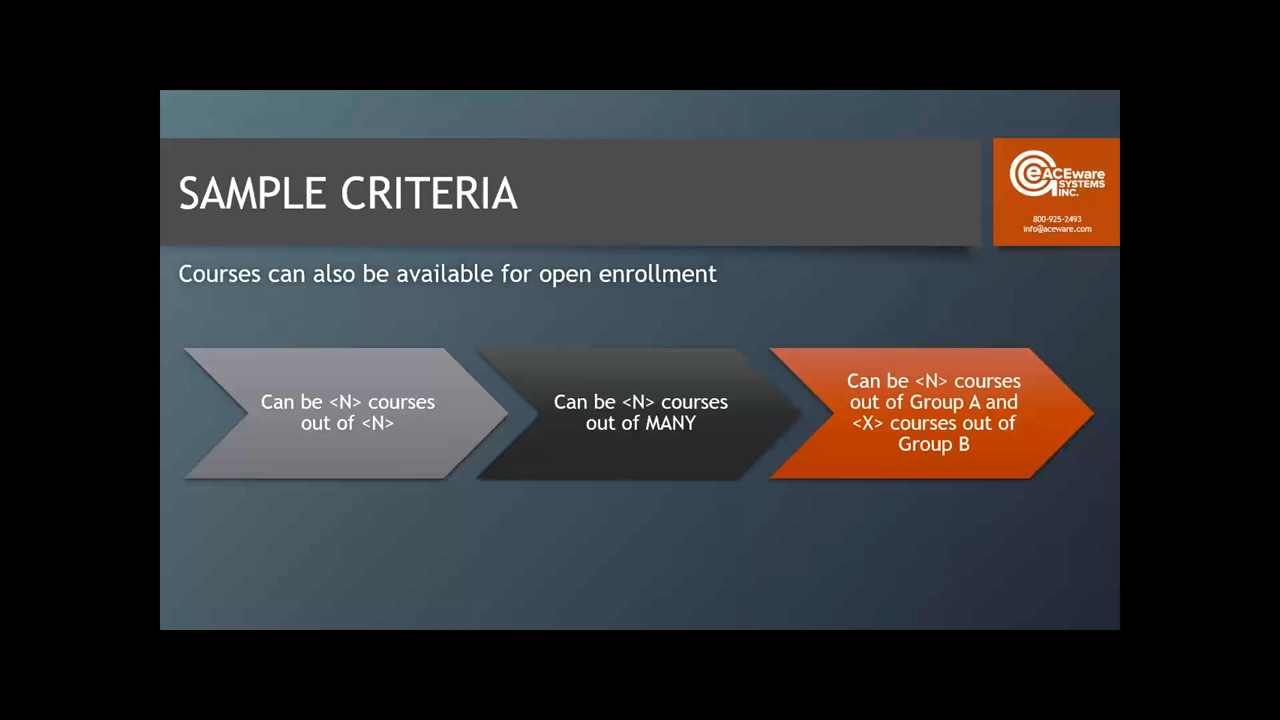 SAMPLE CRITERIA
eACEware
SYSTEMS
INC.
800-925-2493
info@aceware.com
Courses can also be available for open enrollment
Can be <N> courses
out of <N>
Can be <N> courses
out of MANY
Can be <N> courses
out of Group A and
<X> courses out of
Group B